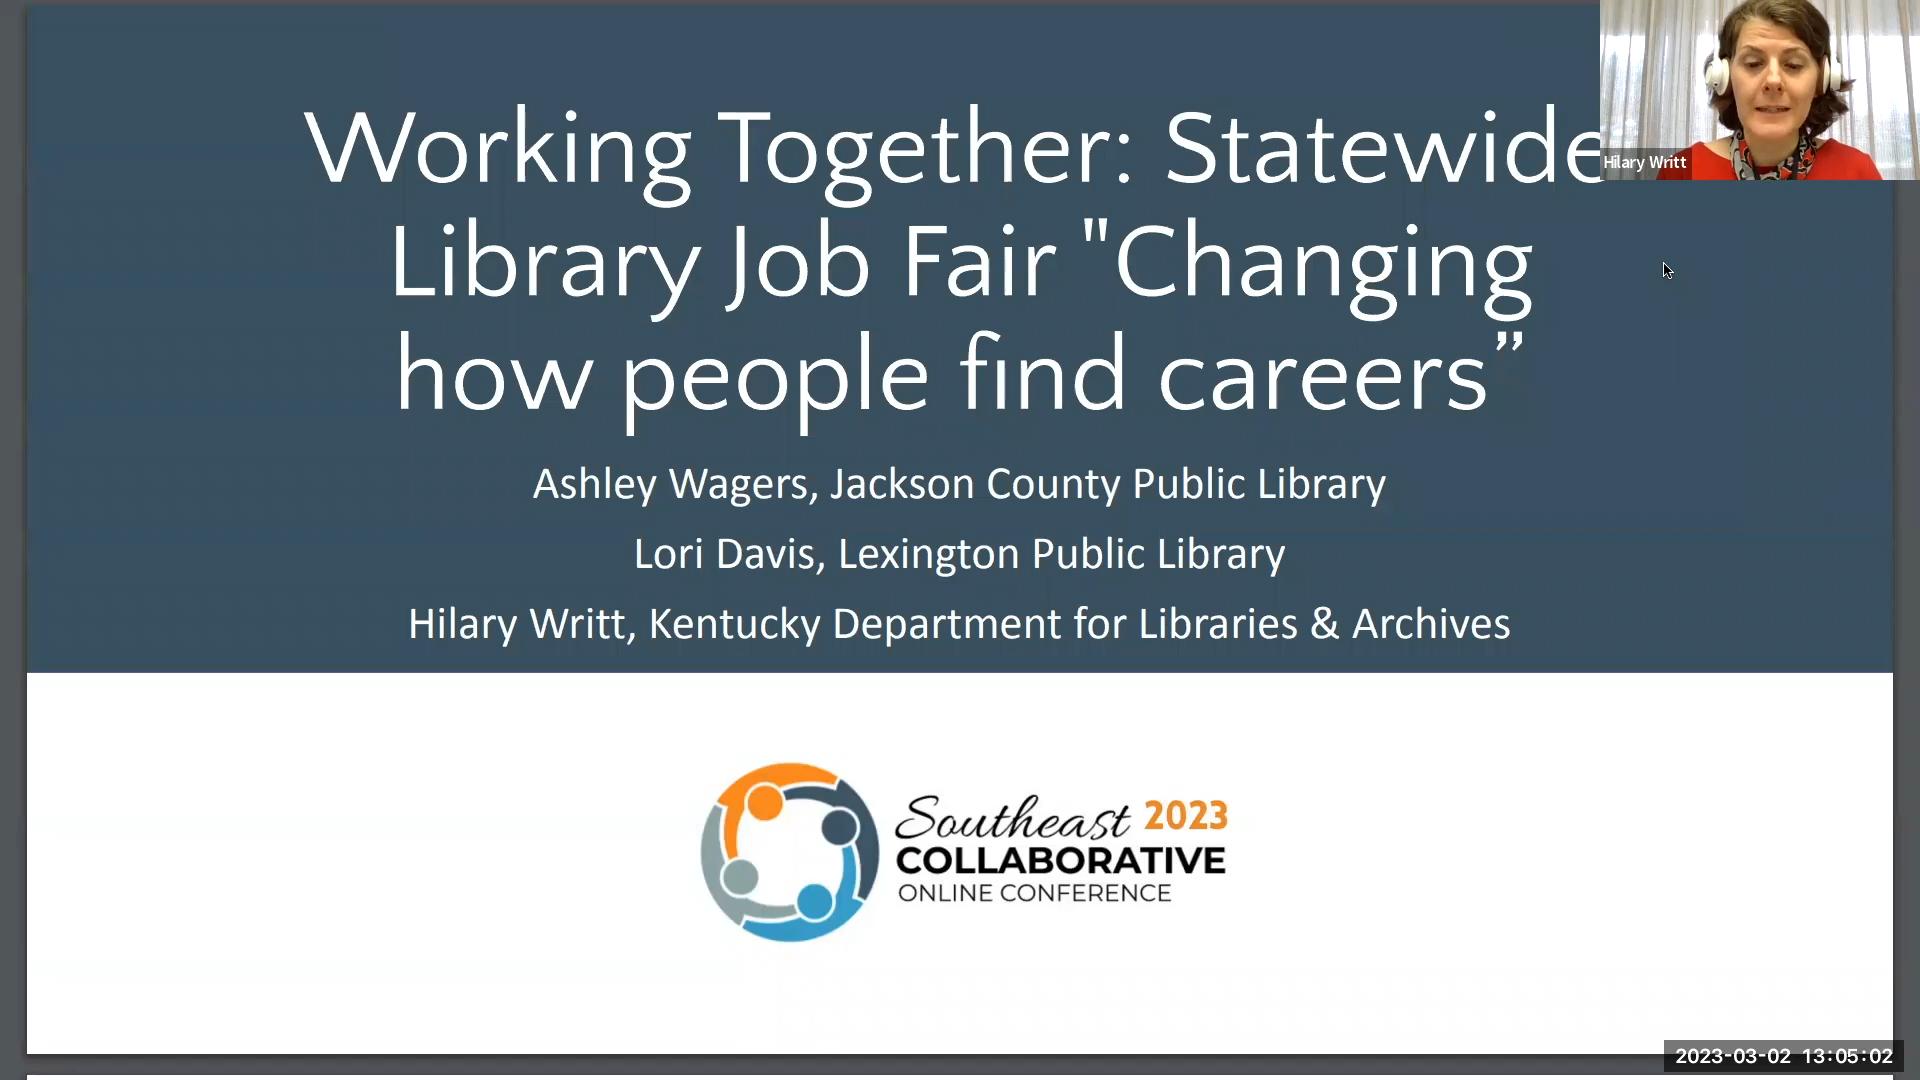 Working Together: Statewide
Library Job Fair "Changing
how people find careers”
Hilary Writt
Ashley Wagers, Jackson County Public Library
Lori Davis, Lexington Public Library
Hilary Writt, Kentucky Department for Libraries & Archives
Southeast 2023
COLLABORATIVE
ONLINE CONFERENCE
2023-03-02 13:05:02